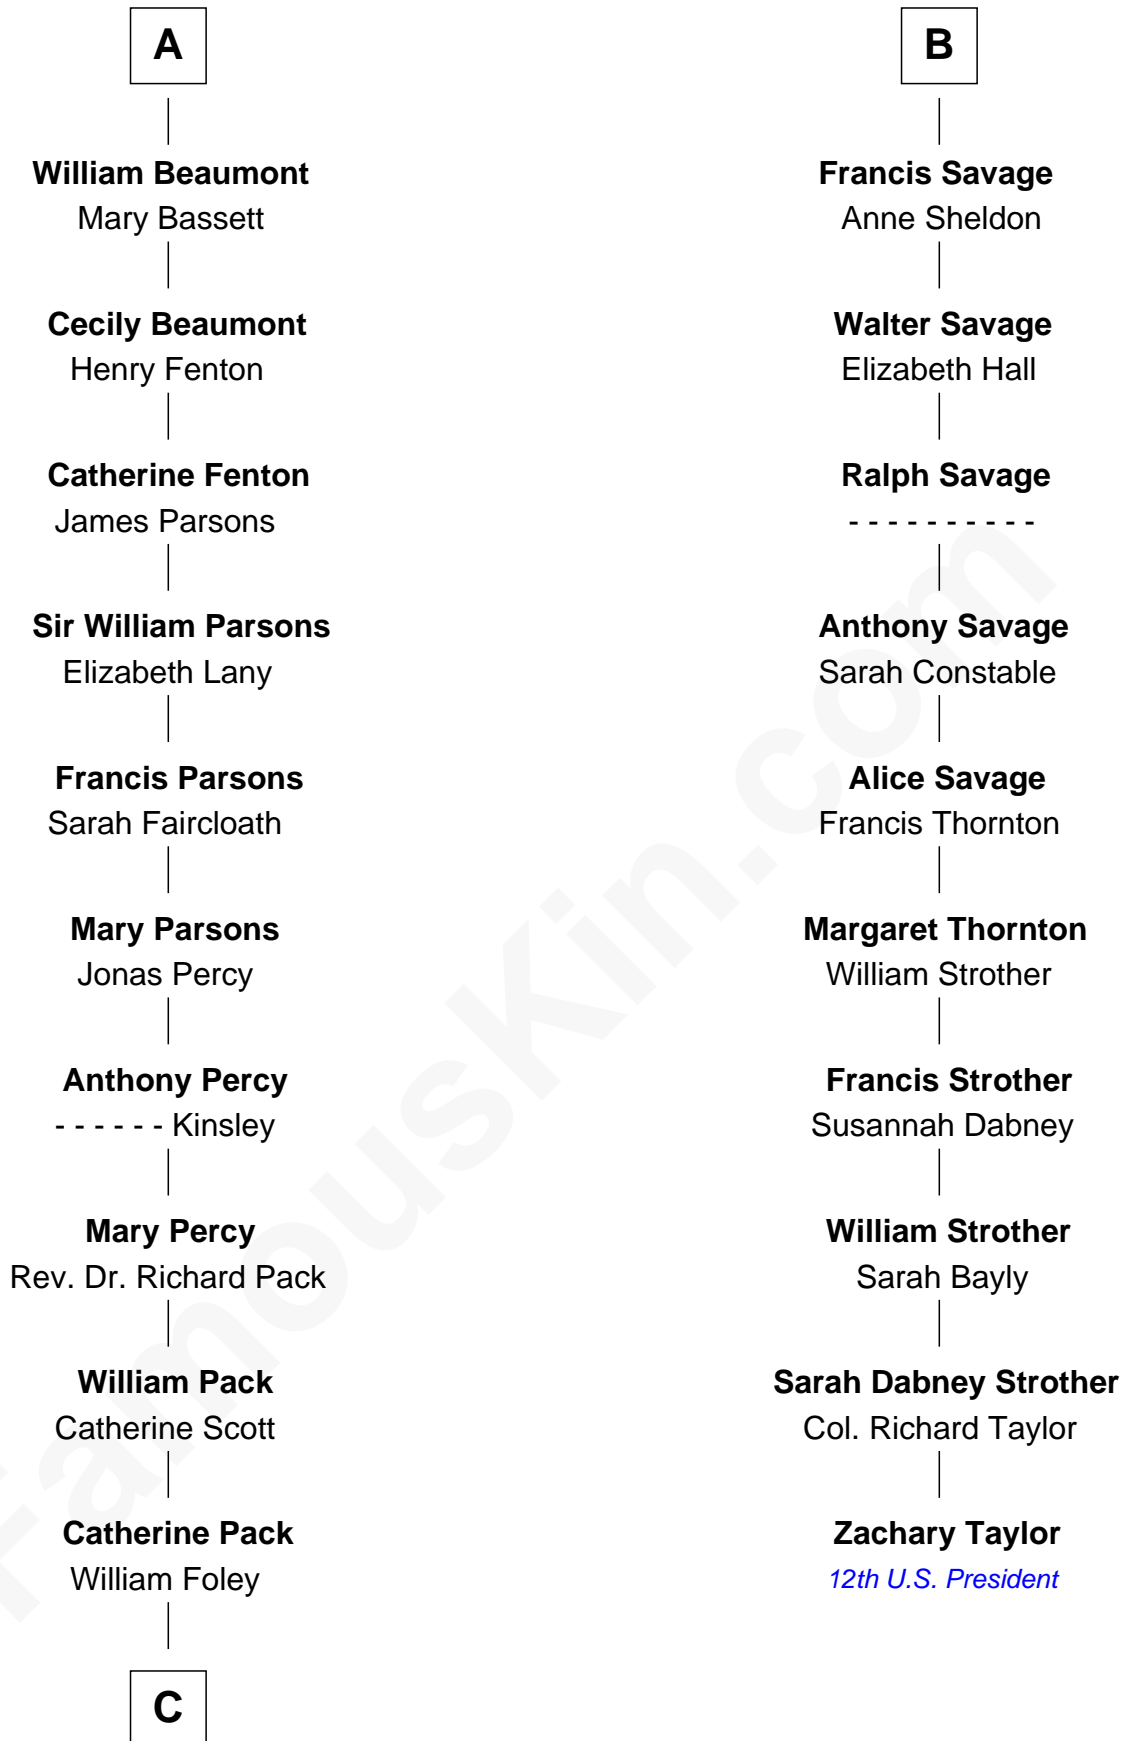 A
William Beaumont
Mary Bassett
Cecily Beaumont
Henry Fenton
Catherine Fenton
James Parsons
Sir William Parsons
Elizabeth Lany
Francis Parsons
Sarah Faircloath
Mary Parsons
Jonas Percy
Anthony Percy
- - - - - - Kinsley
Mary Percy
Rev. Dr. Richard Pack
William Pack
Catherine Scott
Catherine Pack
William Foley
C
B
Francis Savage
Anne Sheldon
Walter Savage
Elizabeth Hall
Ralph Savage
- - - - - - - - - -
Anthony Savage
Sarah Constable
Alice Savage
Francis Thornton
Margaret Thornton
William Strother
Francis Strother
Susannah Dabney
William Strother
Sarah Bayly
Sarah Dabney Strother
Col. Richard Taylor
Zachary Taylor
12th U.S. President
FamousKin.com